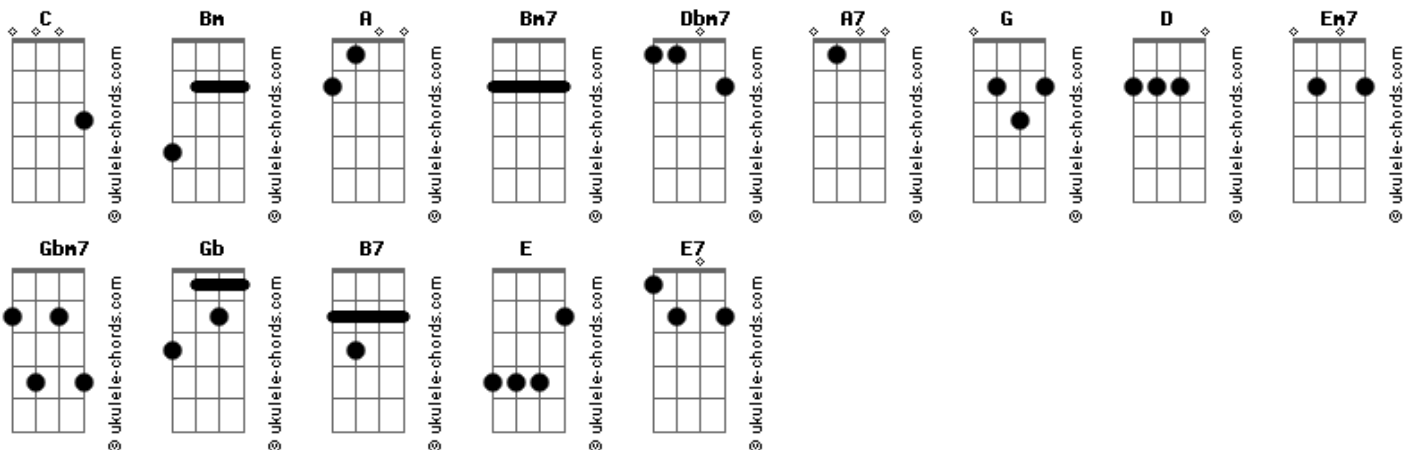 C Bm A Bm7 Dbm7 A7 G D Em7
© ukulele-chords.com © ukulele-chords.com © ukulele-chords.com © ukulele-chords.com © ukulele-chords.com © ukulele-chords.com © ukulele-chords.com © ukulele-chords.com © ukulele-chords.com
Gbm7 Gb B7 E E7
© ukulele-chords.com © ukulele-chords.com © ukulele-chords.com © ukulele-chords.com © ukulele-chords.com